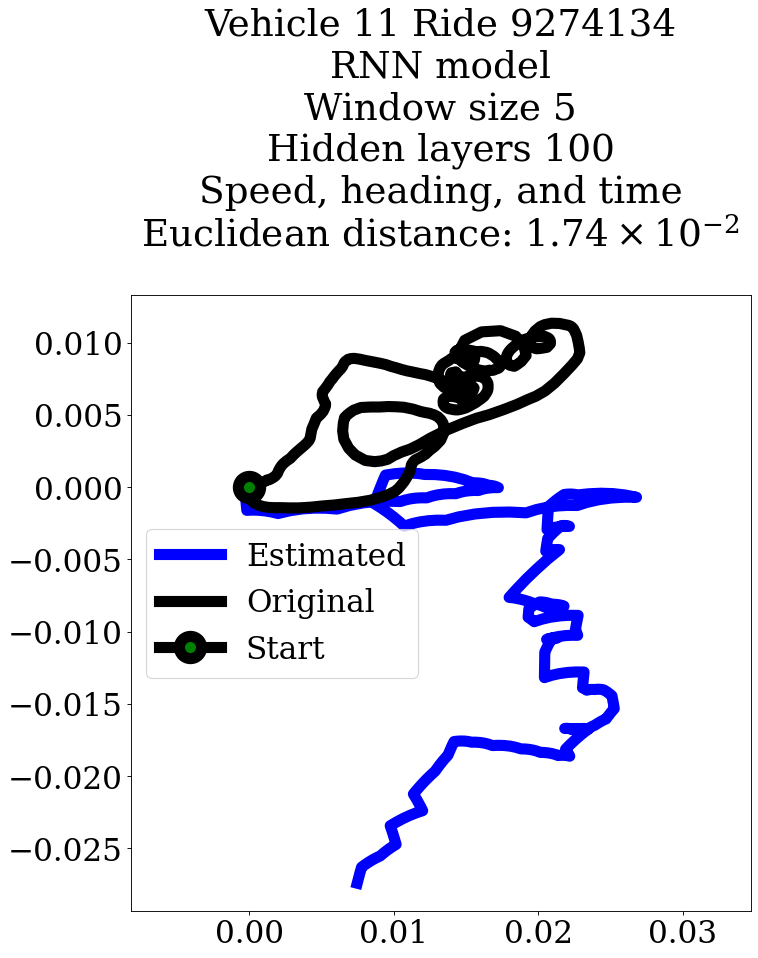 Vehicle 11 Ride 9274134
RNN model
Window size 5
Hidden layers 100
Speed, heading, and time
Euclidean distance: 1.74 × 10⁻²
0.010
0.005
0.000
−0.005
−0.010
−0.015
−0.020
−0.025
Estimated
Original
Start
0.00 0.01 0.02 0.03